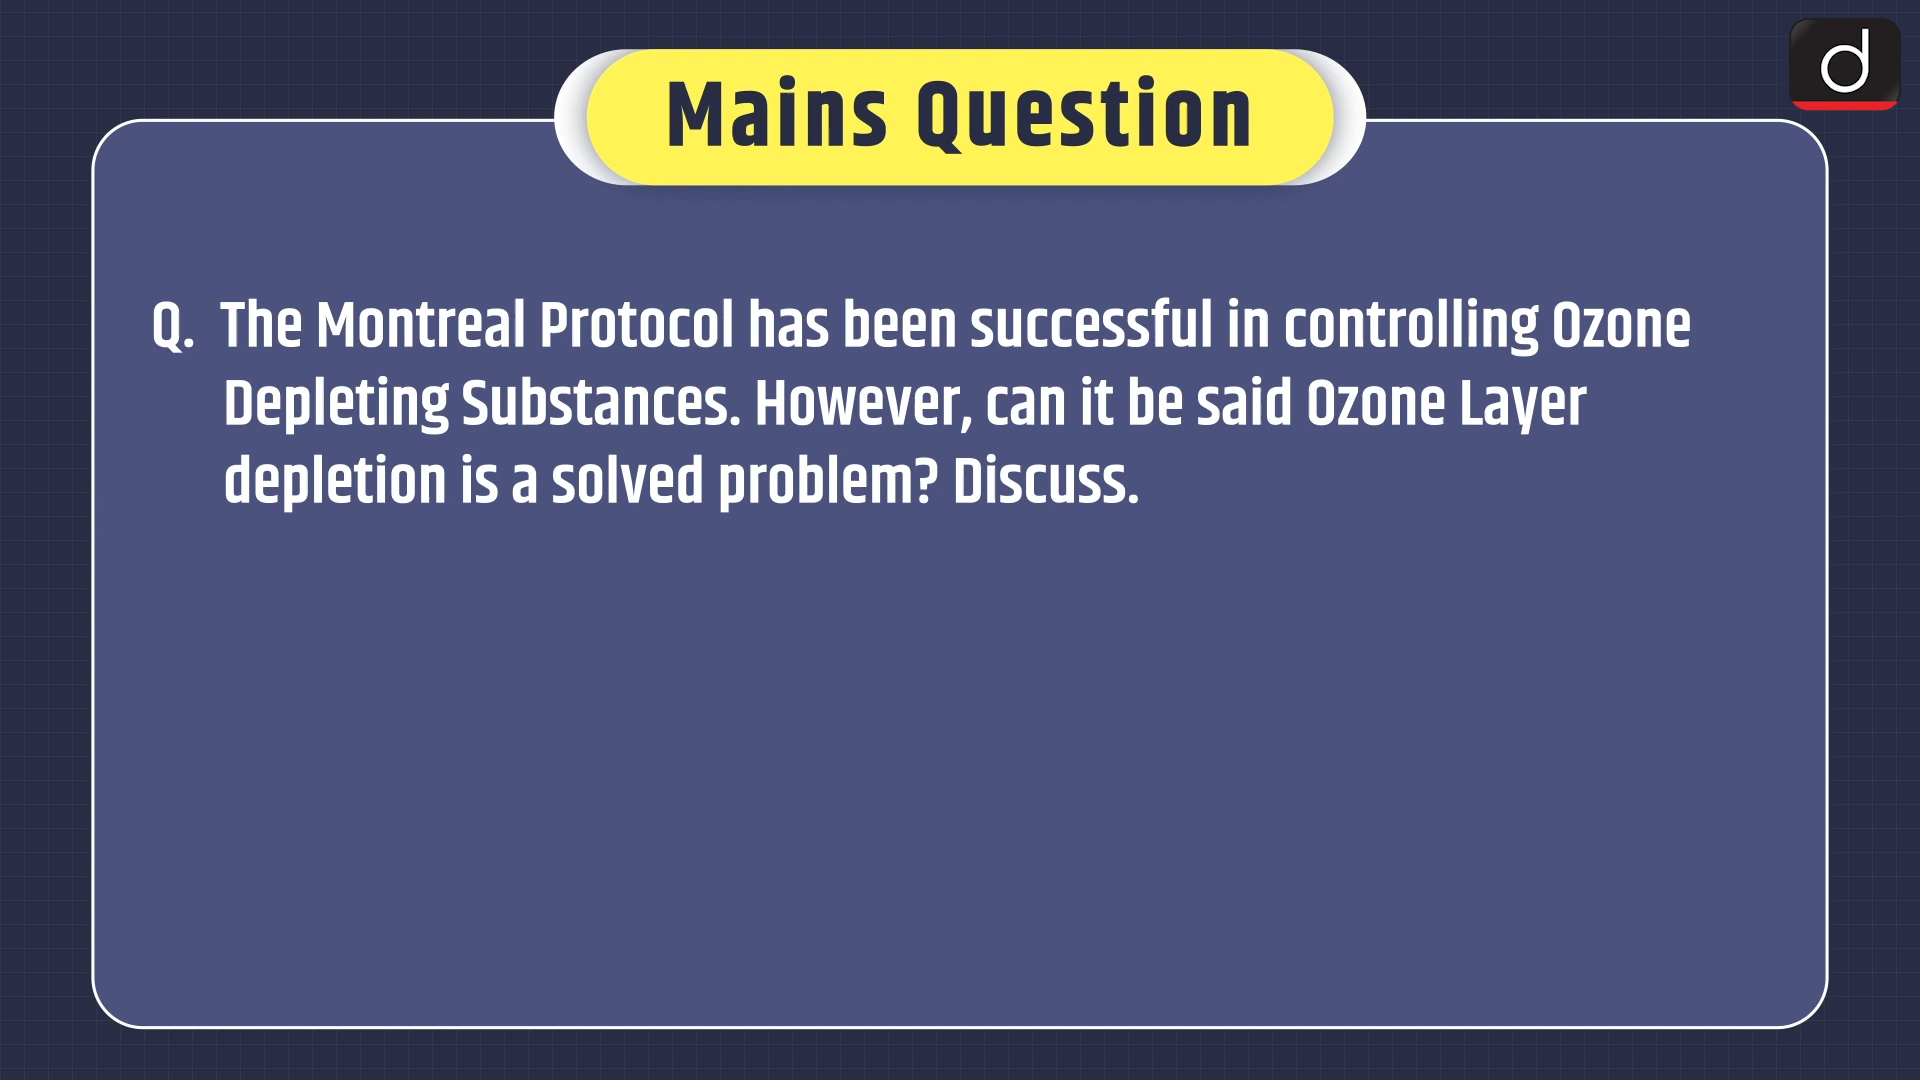 Mains Question
d
Q. The Montreal Protocol has been successful in controlling Ozone
Depleting Substances. However, can it be said Ozone Layer
depletion is a solved problem? Discuss.